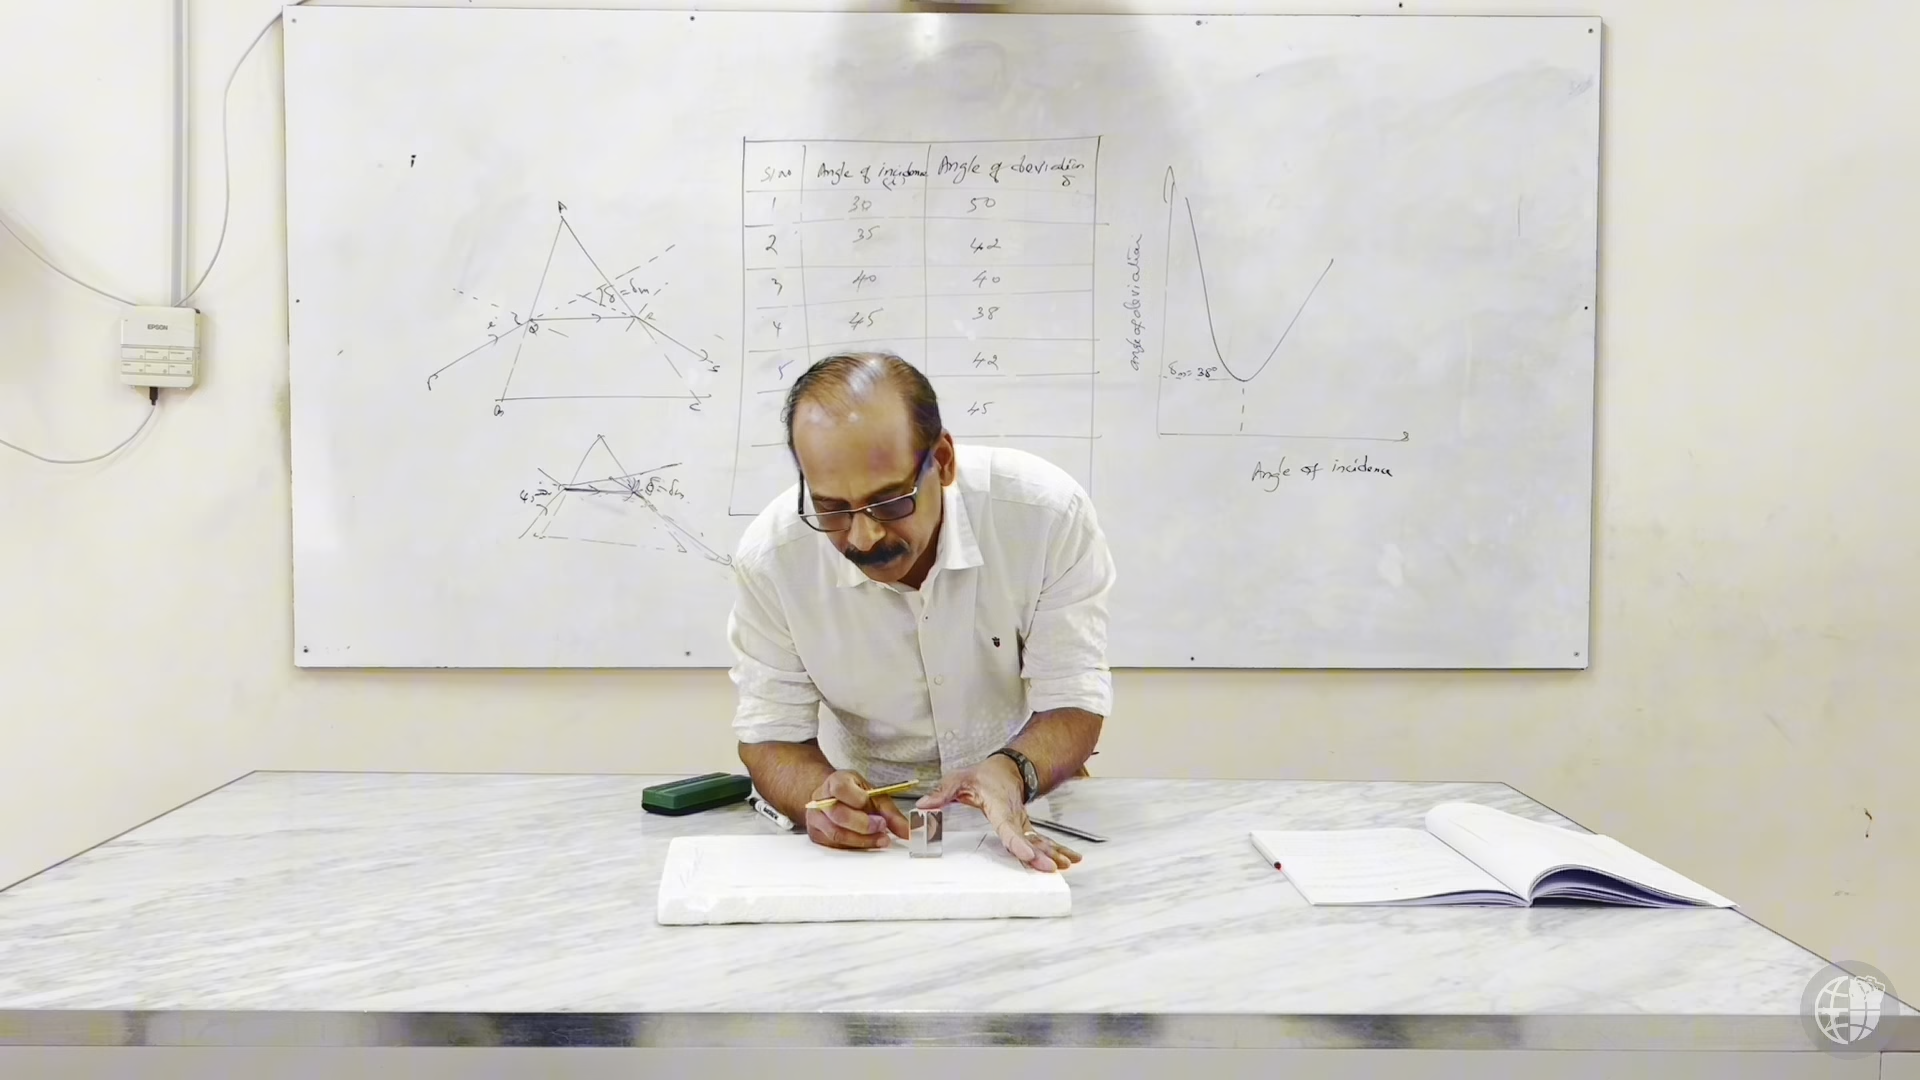 EPSON
i
A
δ=δm
Q
R
P
B
C
δ=δm
Sl no Angle of incidence (i) Angle of deviation δ
1 30 50
2 35 42
3 40 40
4 45 38
5 42
45
angle of deviation
δm=38°
Angle of incidence